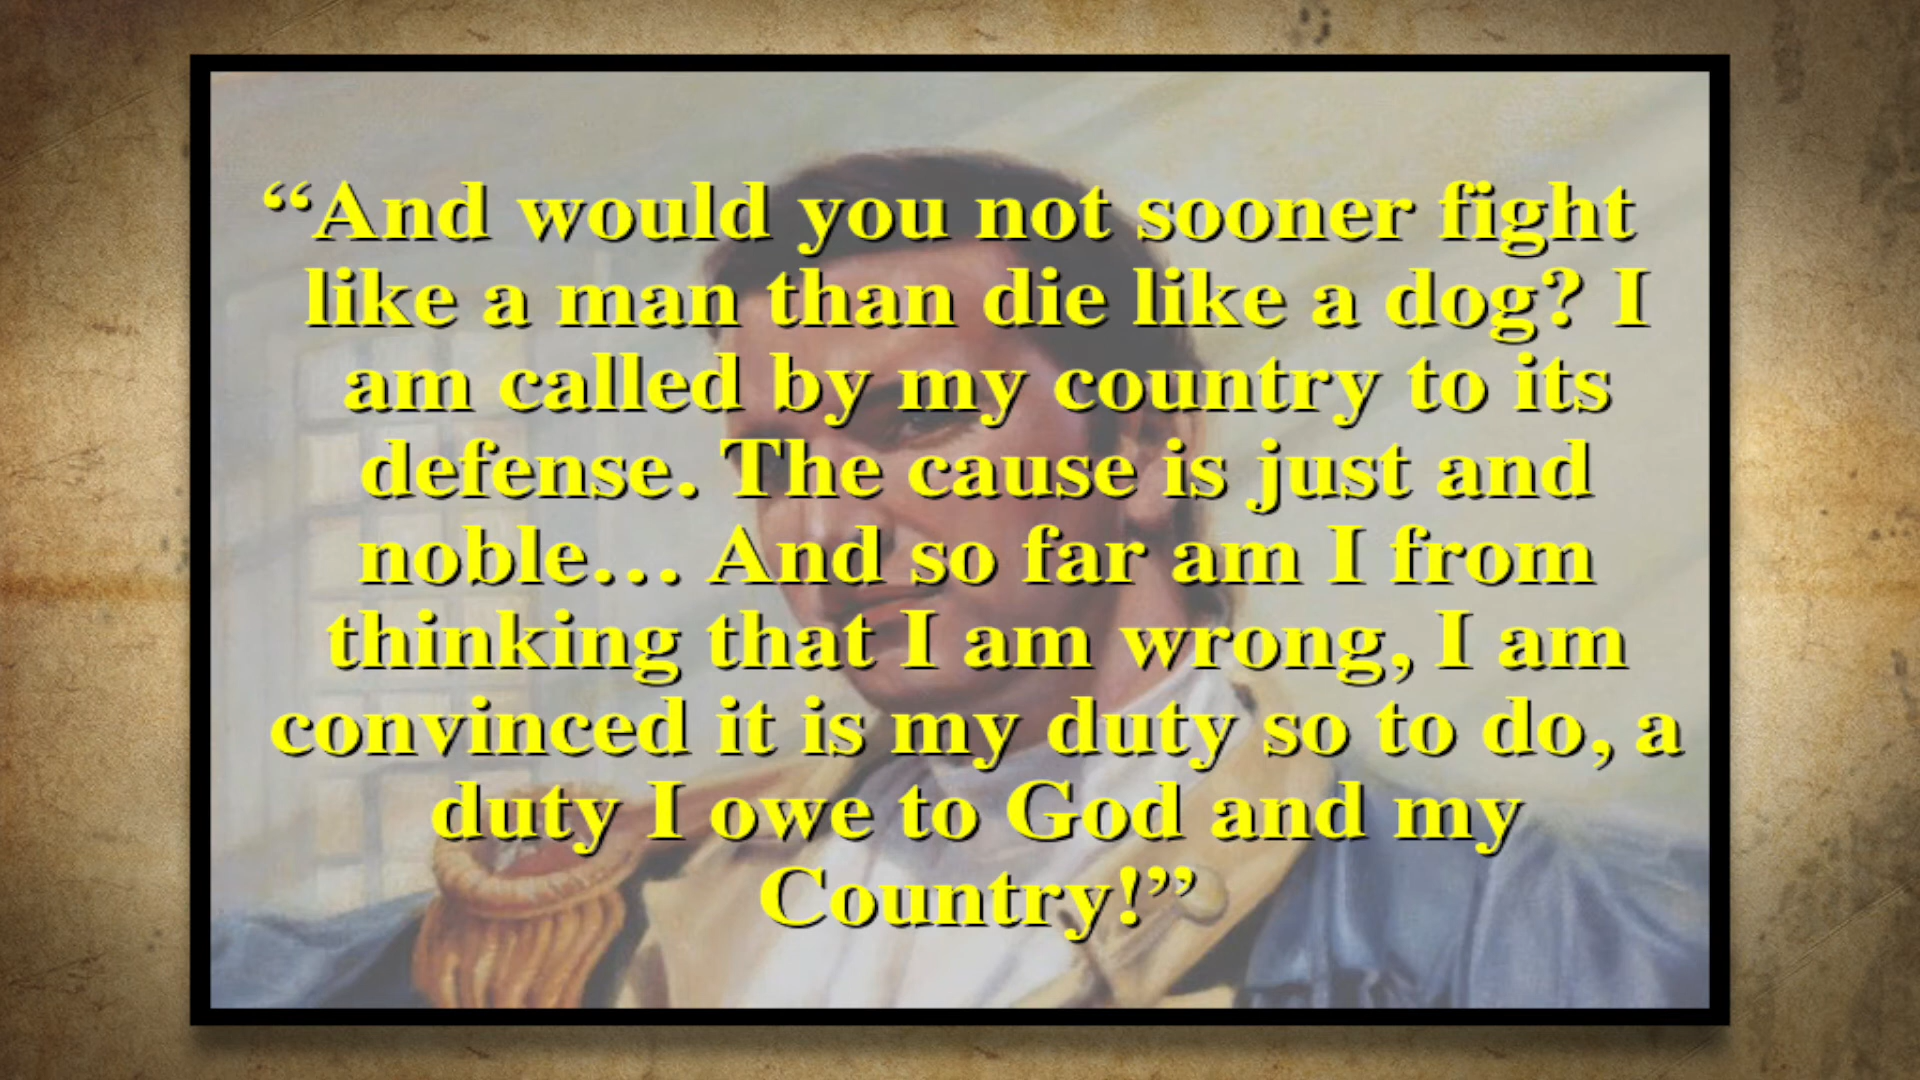 “And would you not sooner fight
like a man than die like a dog? I
am called by my country to its
defense. The cause is just and
noble… And so far am I from
thinking that I am wrong, I am
convinced it is my duty so to do, a
duty I owe to God and my
Country!”